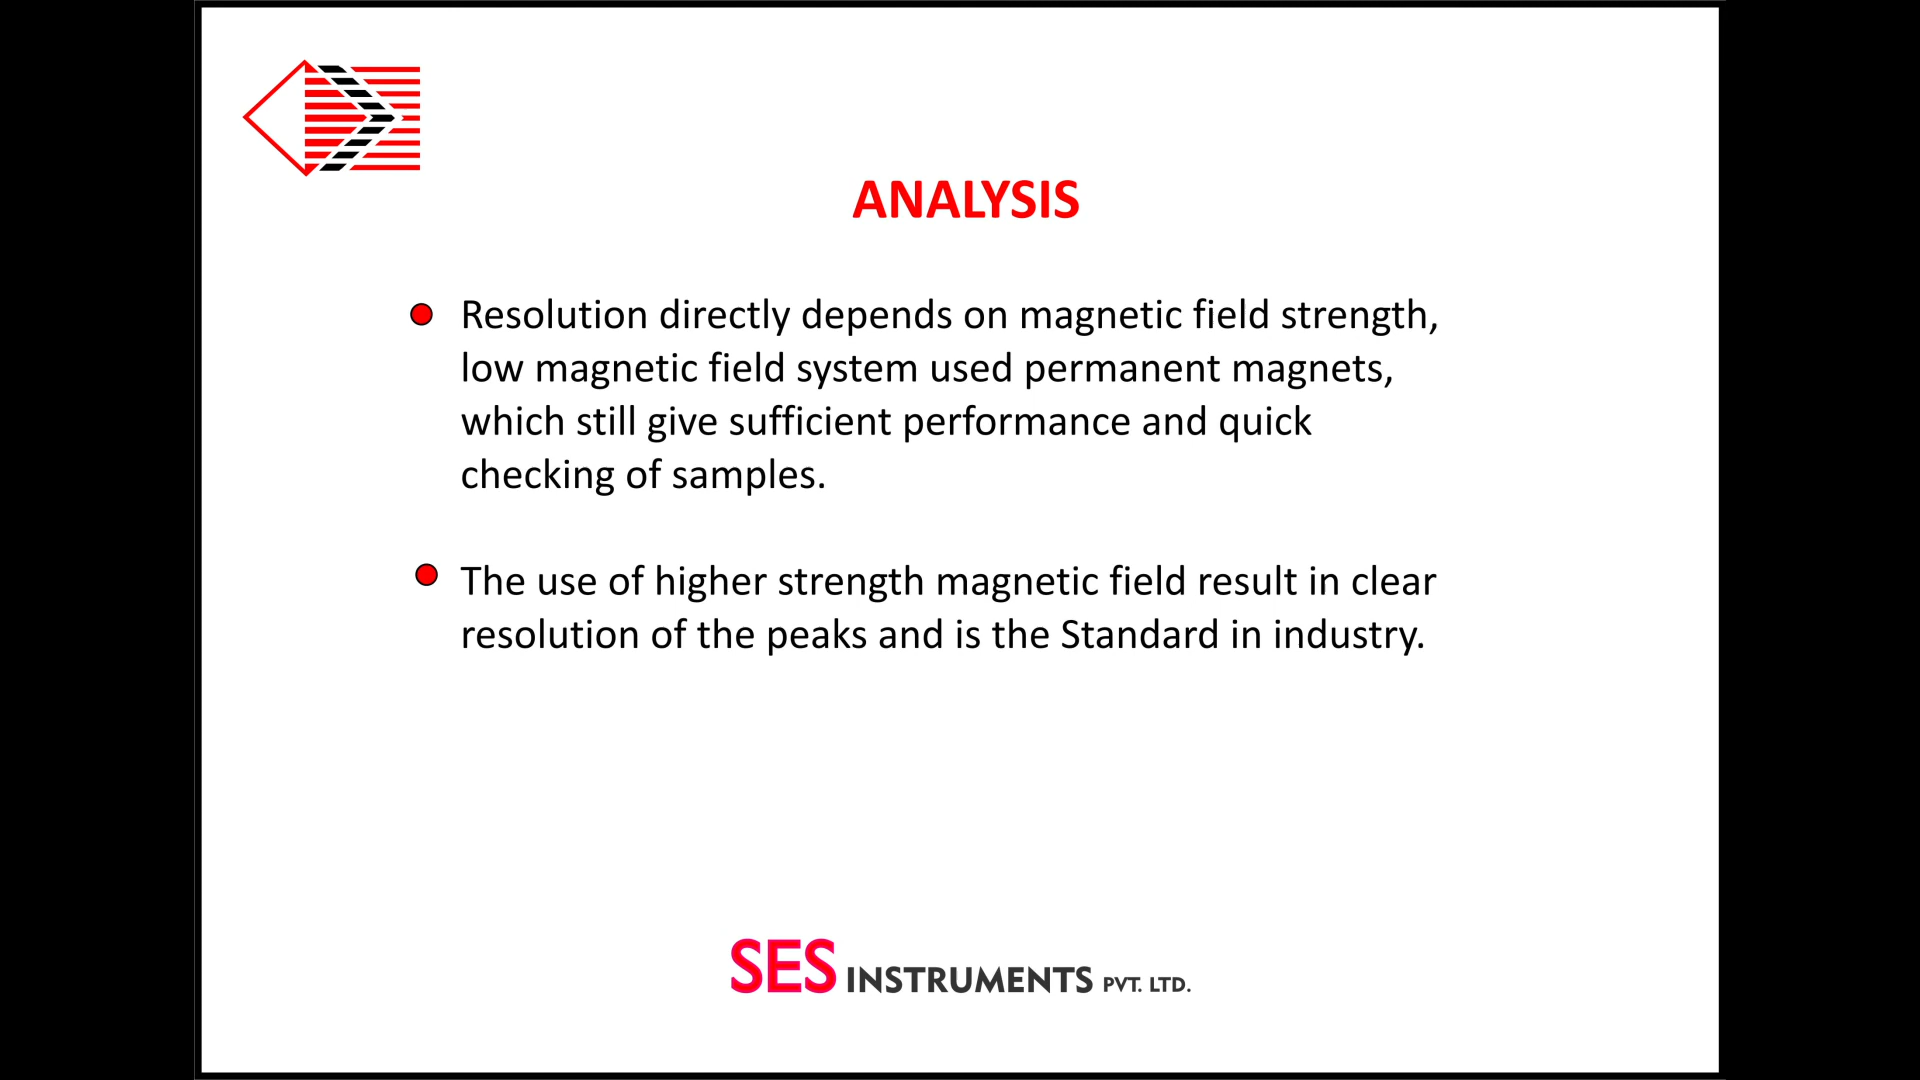 ANALYSIS
Resolution directly depends on magnetic field strength,
low magnetic field system used permanent magnets,
which still give sufficient performance and quick
checking of samples.
The use of higher strength magnetic field result in clear
resolution of the peaks and is the Standard in industry.
SES INSTRUMENTS PVT. LTD.